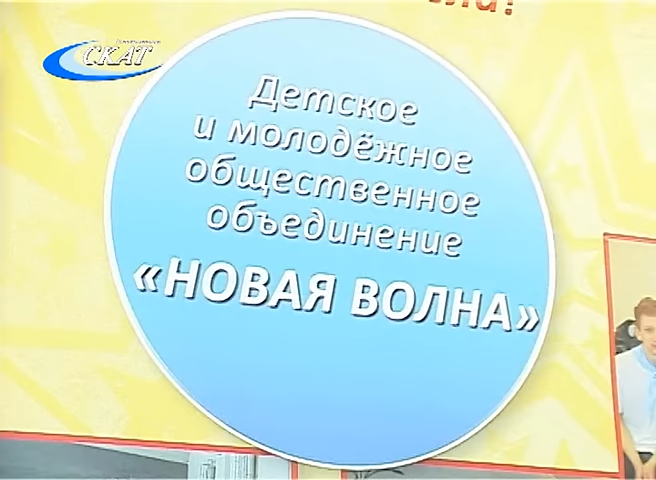 СКАТ
Детское
и молодёжное
общественное
объединение
«НОВАЯ ВОЛНА»